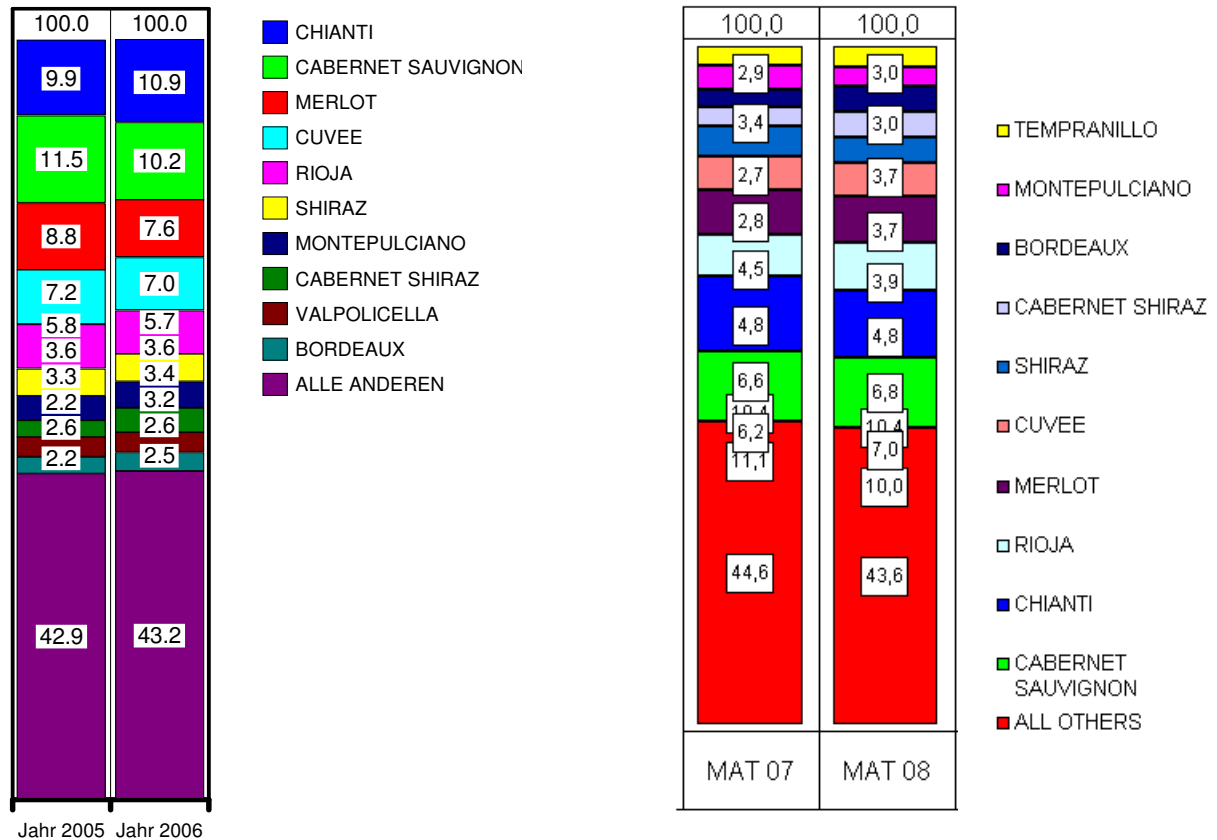 100.0 100.0
9.9 10.9
11.5 10.2
8.8 7.6
7.2 7.0
5.8 5.7
3.6 3.6
3.3 3.4
2.2 3.2
2.6 2.6
2.2 2.5
42.9 43.2
Jahr 2005 Jahr 2006
CHIANTI
CABERNET SAUVIGNON
MERLOT
CUVEE
RIOJA
SHIRAZ
MONTEPULCIANO
CABERNET SHIRAZ
VALPOLICELLA
BORDEAUX
ALLE ANDEREN
100,0 100,0
2,9 3,0
3,4 3,0
2,7 3,7
2,8 3,7
4,5 3,9
4,8 4,8
6,6 6,8
10,4 10,4
6,2 7,0
11,1 10,0
44,6 43,6
MAT 07 MAT 08
TEMPRANILLO
MONTEPULCIANO
BORDEAUX
CABERNET SHIRAZ
SHIRAZ
CUVEE
MERLOT
RIOJA
CHIANTI
CABERNET
SAUVIGNON
ALL OTHERS